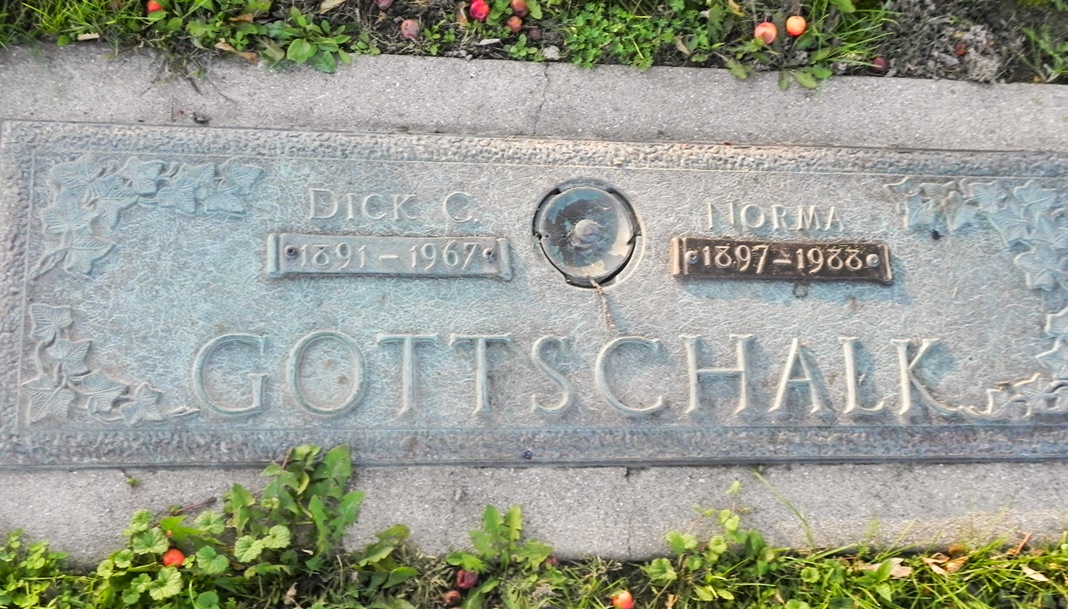 DICK C.
1891 – 1967
NORMA
1897 – 1988
GOTTSCHALK